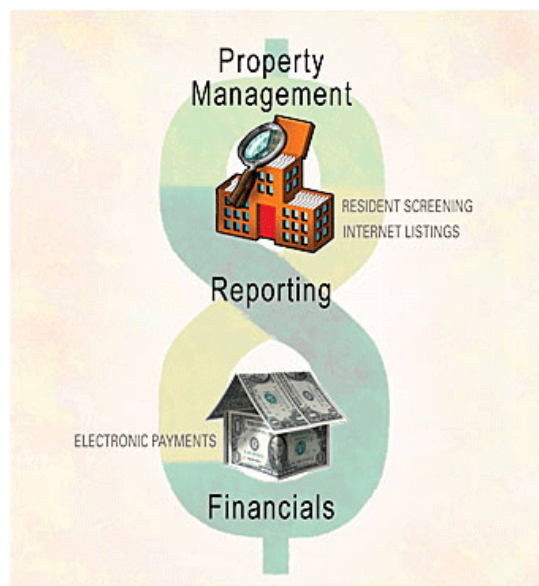 Property
Management
RESIDENT SCREENING
INTERNET LISTINGS
Reporting
ELECTRONIC PAYMENTS
Financials